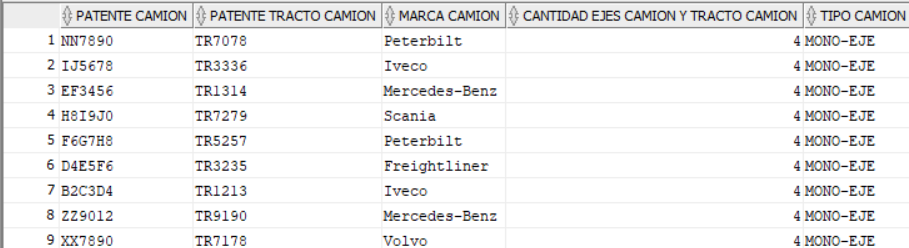 PATENTE CAMION PATENTE TRACTO CAMION MARCA CAMION CANTIDAD EJES CAMION Y TRACTO CAMION TIPO CAMION
1 NN7890 TR7078 Peterbilt 4 MONO-EJE
2 IJ5678 TR3336 Iveco 4 MONO-EJE
3 EF3456 TR1314 Mercedes-Benz 4 MONO-EJE
4 H8I9J0 TR7279 Scania 4 MONO-EJE
5 F6G7H8 TR5257 Peterbilt 4 MONO-EJE
6 D4E5F6 TR3235 Freightliner 4 MONO-EJE
7 B2C3D4 TR1213 Iveco 4 MONO-EJE
8 ZZ9012 TR9190 Mercedes-Benz 4 MONO-EJE
9 XX7890 TR7178 Volvo 4 MONO-EJE